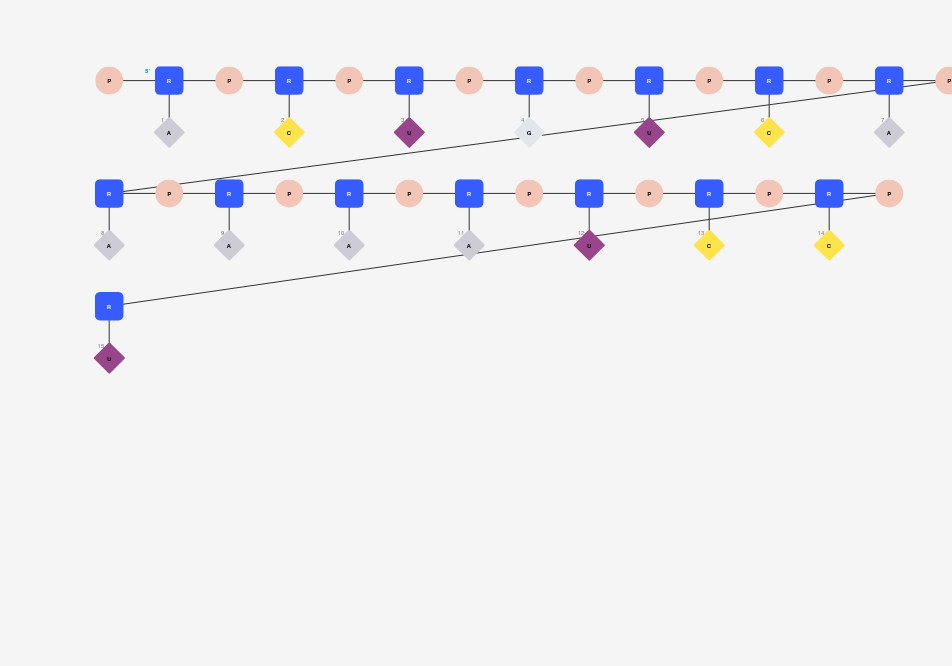 5'
P R P R P R P R P R P R P R P
1 2 3 4 5 6 7
A C U G U C A
R P R P R P R P R P R P R P
8 9 10 11 12 13 14
A A A A U C C
R
15
U